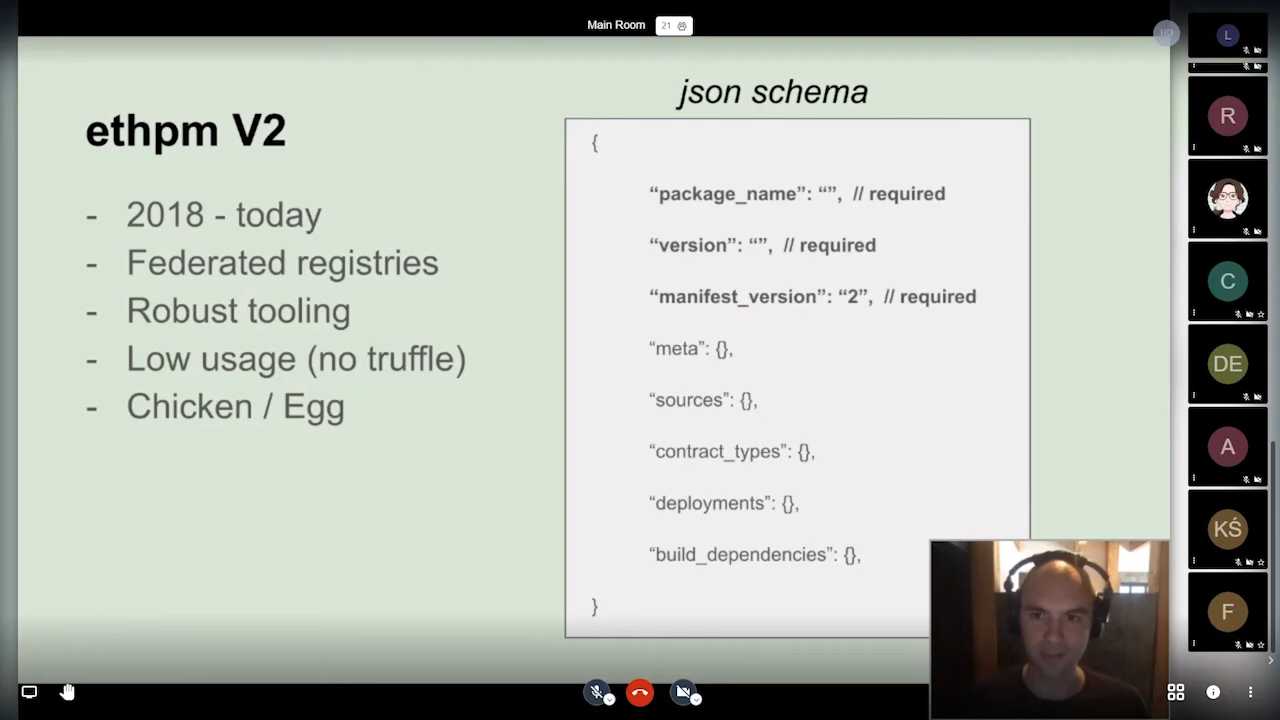 Main Room 21
HD
json schema
ethpm V2
- 2018 - today
- Federated registries
- Robust tooling
- Low usage (no truffle)
- Chicken / Egg
{
“package_name”: “”, // required
“version”: “”, // required
“manifest_version”: “2”, // required
“meta”: {},
“sources”: {},
“contract_types”: {},
“deployments”: {},
“build_dependencies”: {},
}
L
R
C
DE
A
KŚ
F